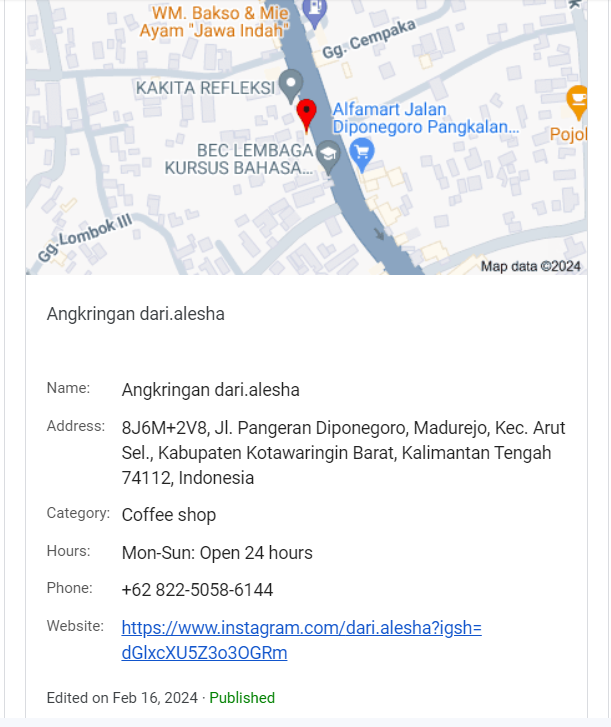 WM. Bakso & Mie
Ayam "Jawa Indah"
Gg. Cempaka
KAKITA REFLEKSI
Alfamart Jalan
Diponegoro Pangkalan...
BEC LEMBAGA
KURSUS BAHASA...
Gg. Lombok III
Map data ©2024
Angkringan dari.alesha
Name: Angkringan dari.alesha
Address: 8J6M+2V8, Jl. Pangeran Diponegoro, Madurejo, Kec. Arut
Sel., Kabupaten Kotawaringin Barat, Kalimantan Tengah
74112, Indonesia
Category: Coffee shop
Hours: Mon-Sun: Open 24 hours
Phone: +62 822-5058-6144
Website: https://www.instagram.com/dari.alesha?igsh=
dGlxcXU5Z3o3OGRm
Edited on Feb 16, 2024 · Published